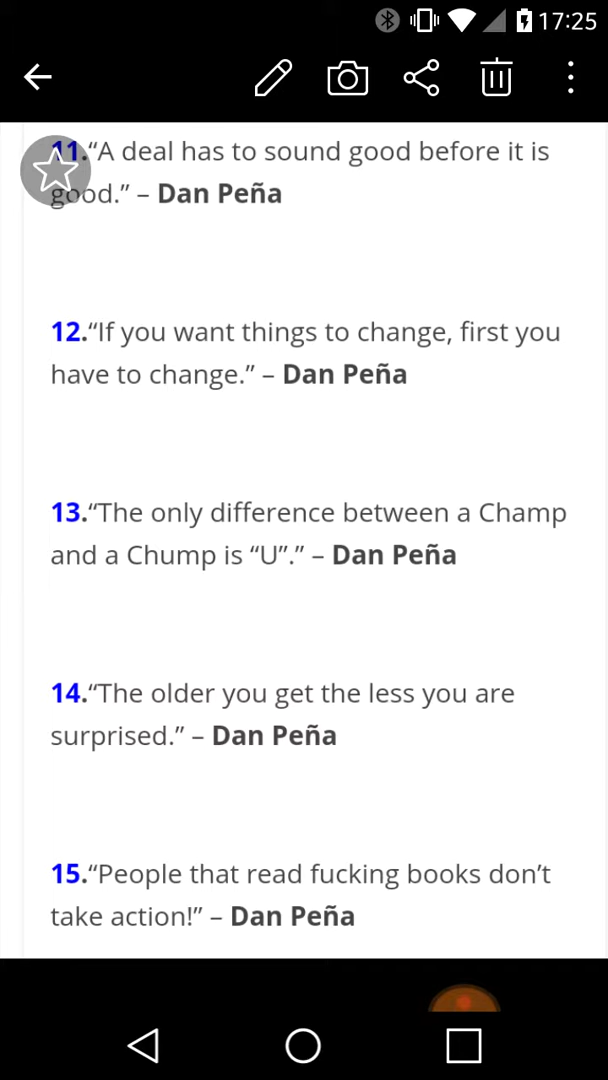 17:25
11.“A deal has to sound good before it is
good.” – Dan Peña
12.“If you want things to change, first you
have to change.” – Dan Peña
13.“The only difference between a Champ
and a Chump is “U”.” – Dan Peña
14.“The older you get the less you are
surprised.” – Dan Peña
15.“People that read fucking books don’t
take action!” – Dan Peña